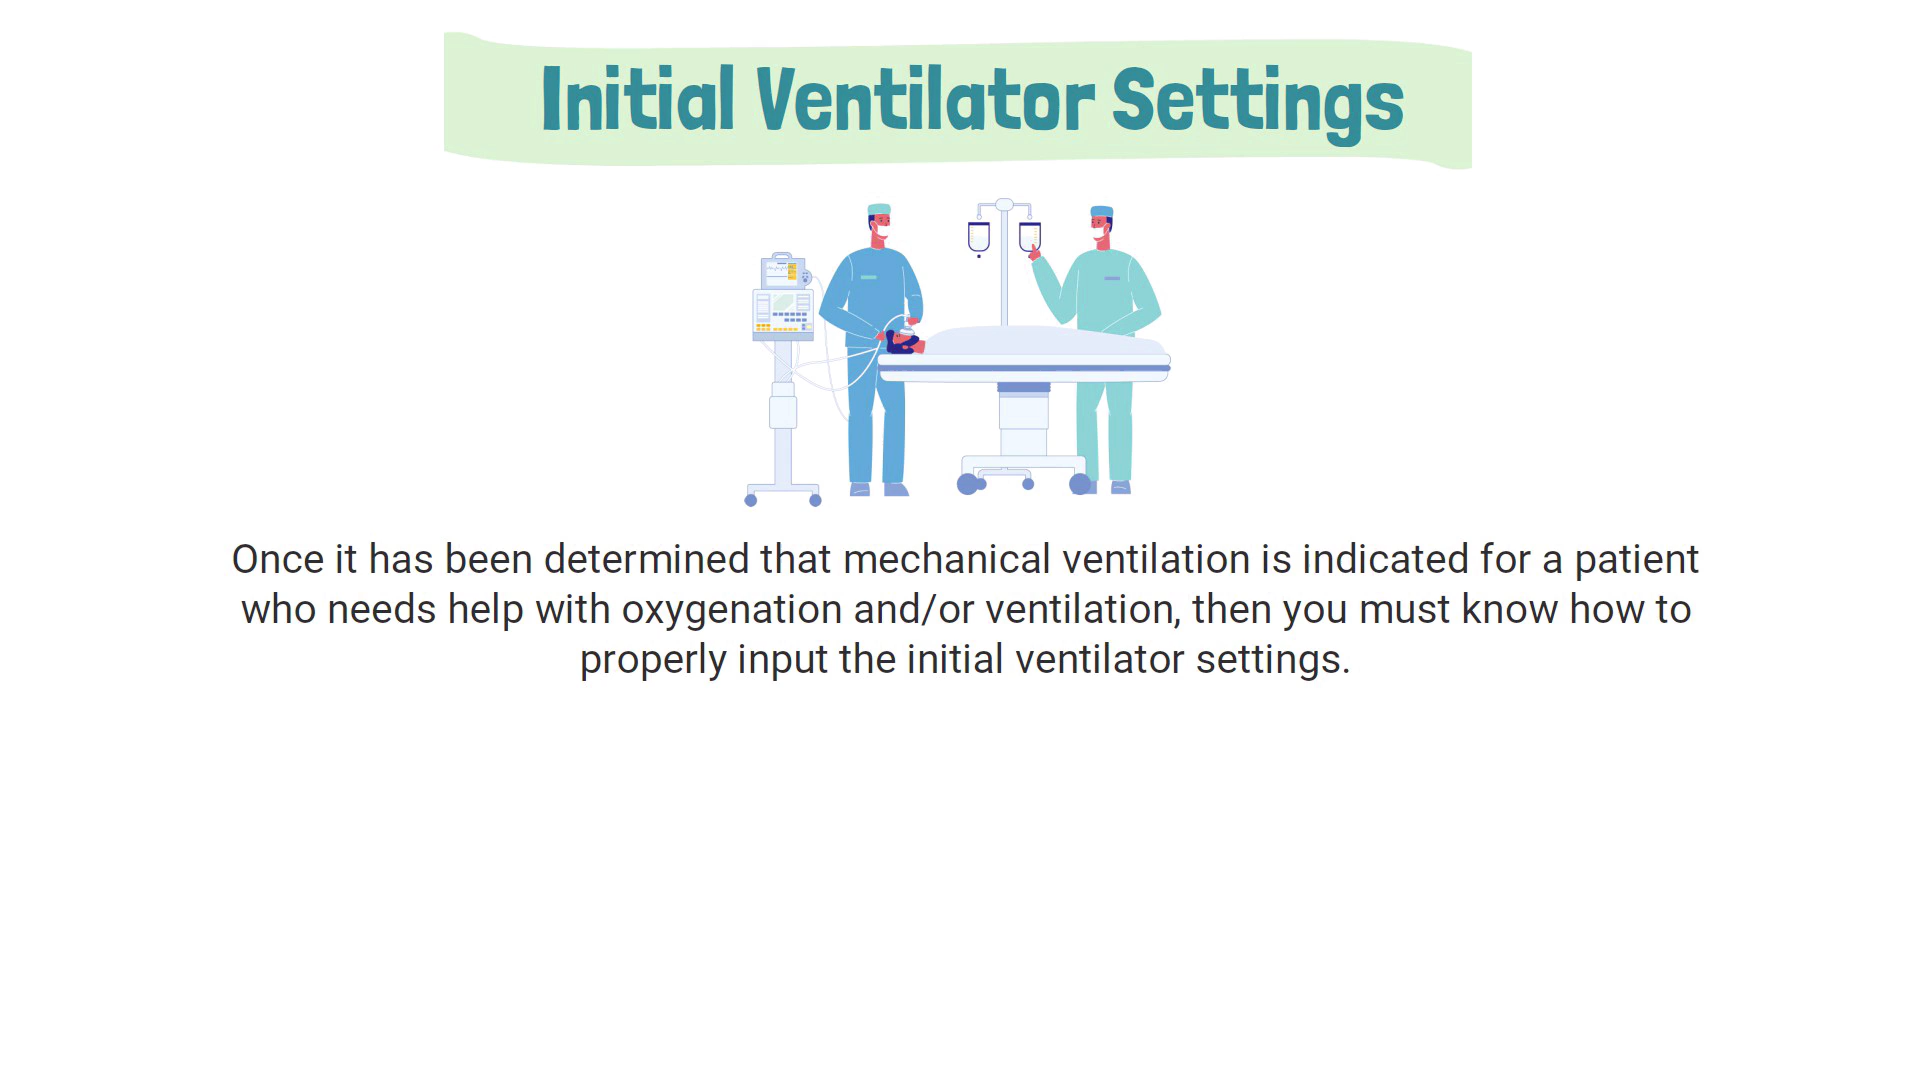 Initial Ventilator Settings
Once it has been determined that mechanical ventilation is indicated for a patient
who needs help with oxygenation and/or ventilation, then you must know how to
properly input the initial ventilator settings.